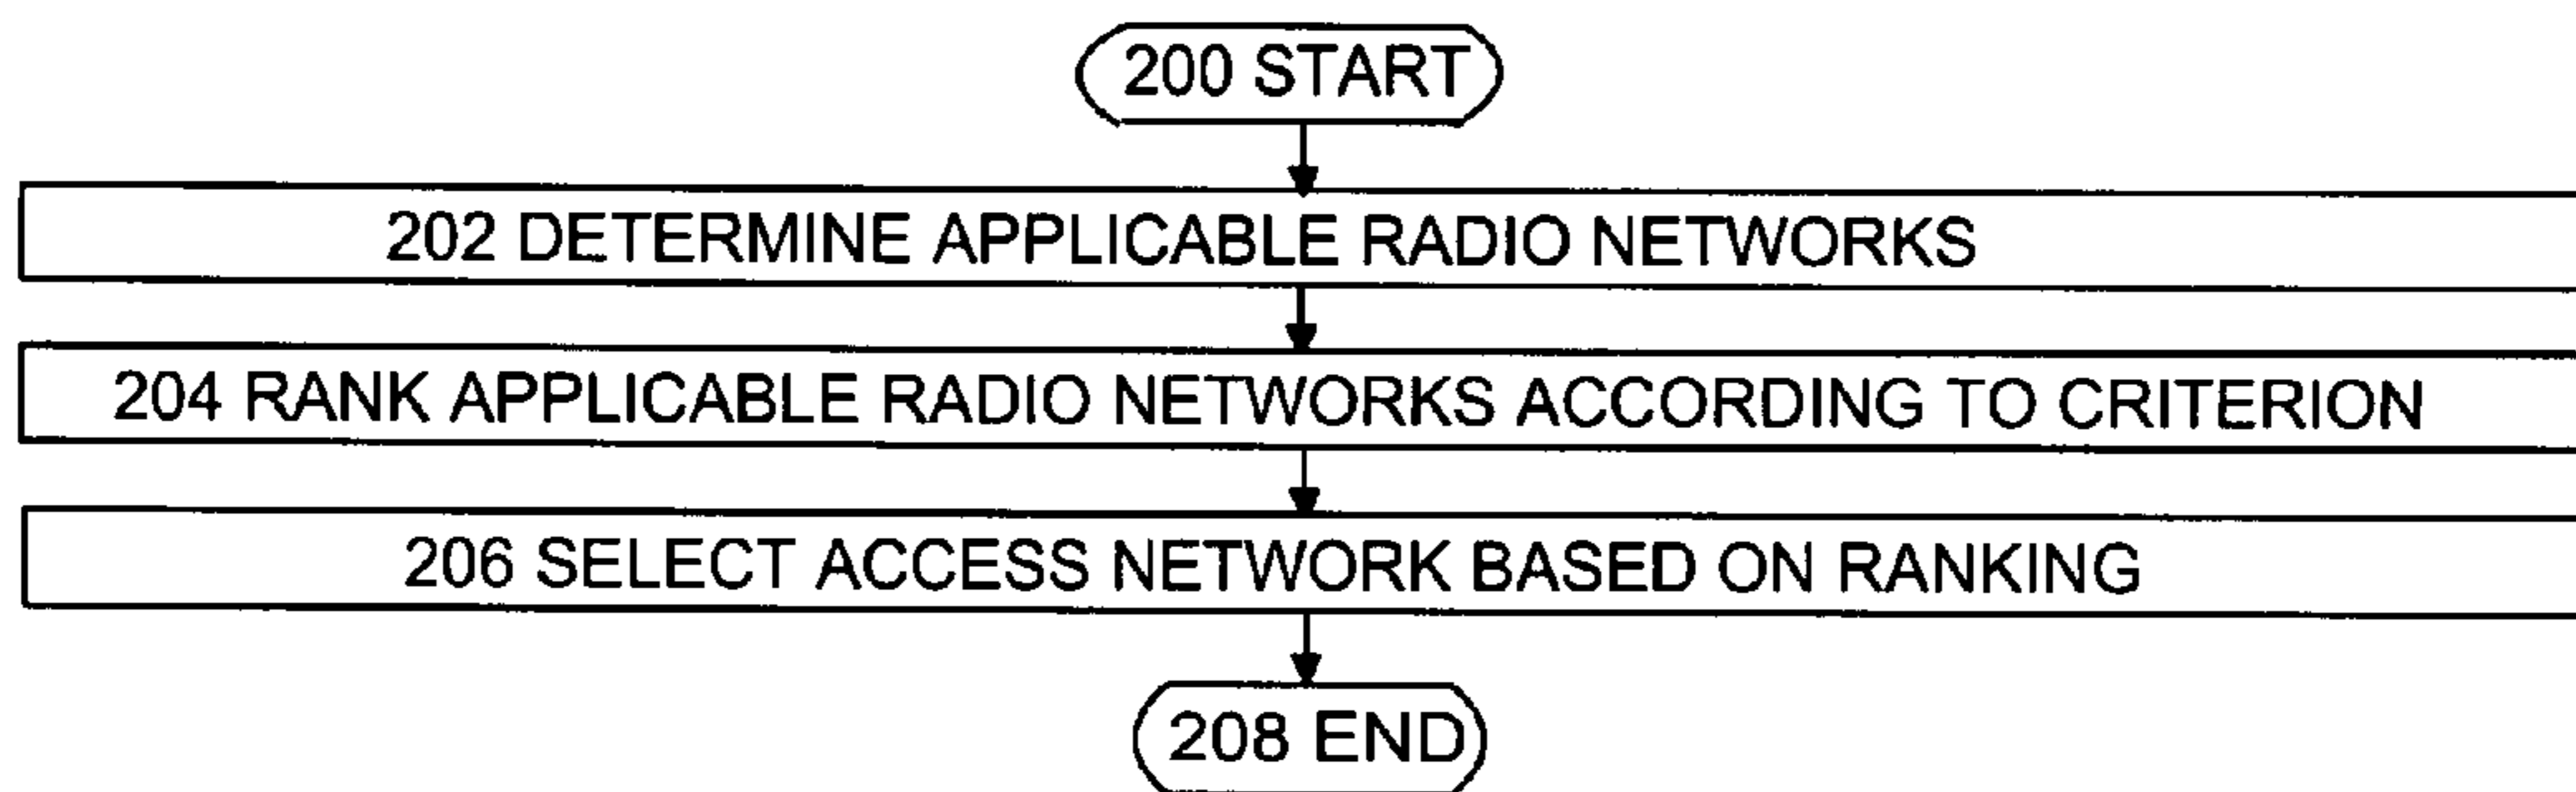 200 START
202 DETERMINE APPLICABLE RADIO NETWORKS
204 RANK APPLICABLE RADIO NETWORKS ACCORDING TO CRITERION
206 SELECT ACCESS NETWORK BASED ON RANKING
208 END